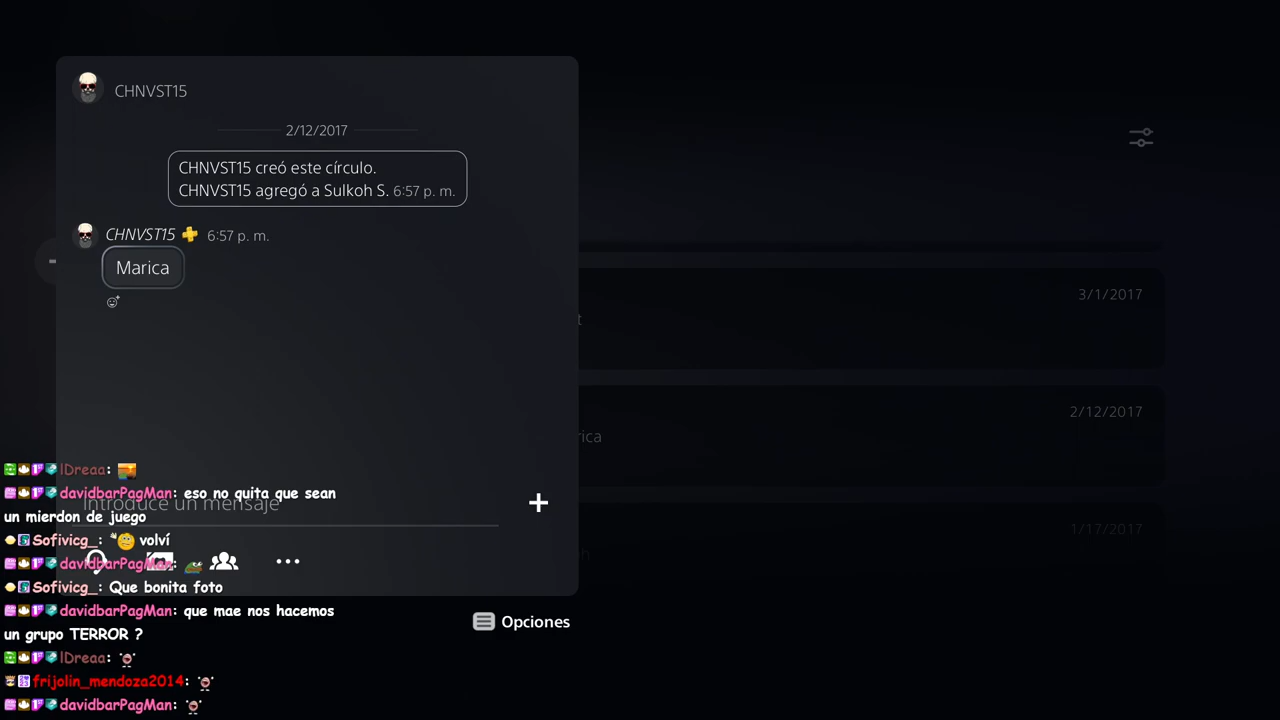 CHNVST15
2/12/2017
CHNVST15 creó este círculo.
CHNVST15 agregó a Sulkoh S. 6:57 p. m.
CHNVST15 6:57 p. m.
Marica
3/1/2017
t
2/12/2017
rica
1/17/2017
h
Introduce un mensaje
Opciones
lDreaa:
davidbarPagMan: eso no quita que sean
un mierdon de juego
Sofivicg_: volví
davidbarPagMan:
Sofivicg_: Que bonita foto
davidbarPagMan: que mae nos hacemos
un grupo TERROR ?
lDreaa:
frijolin_mendoza2014:
davidbarPagMan: